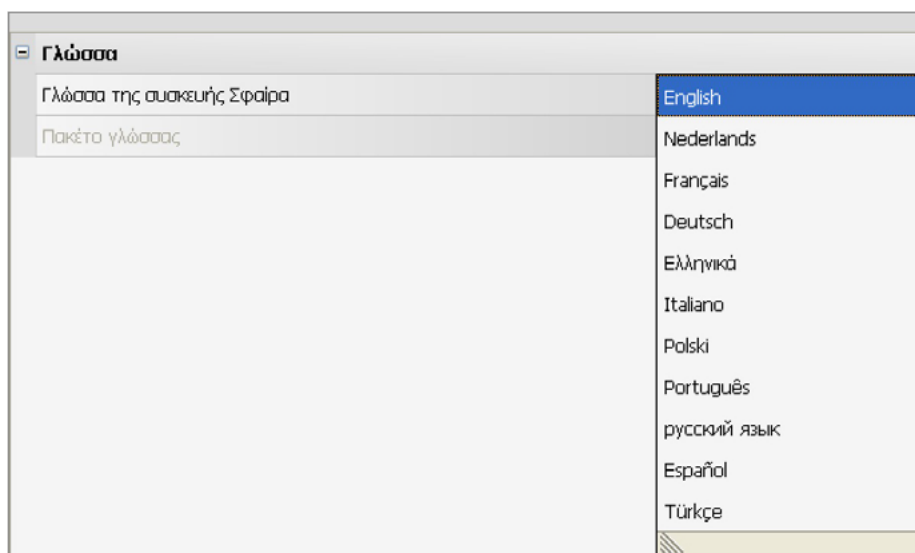 Γλώσσα
Γλώσσα της συσκευής Σφαίρα
English
Πακέτο γλώσσας
Nederlands
Français
Deutsch
Ελληνικά
Italiano
Polski
Português
русский язык
Español
Türkçe